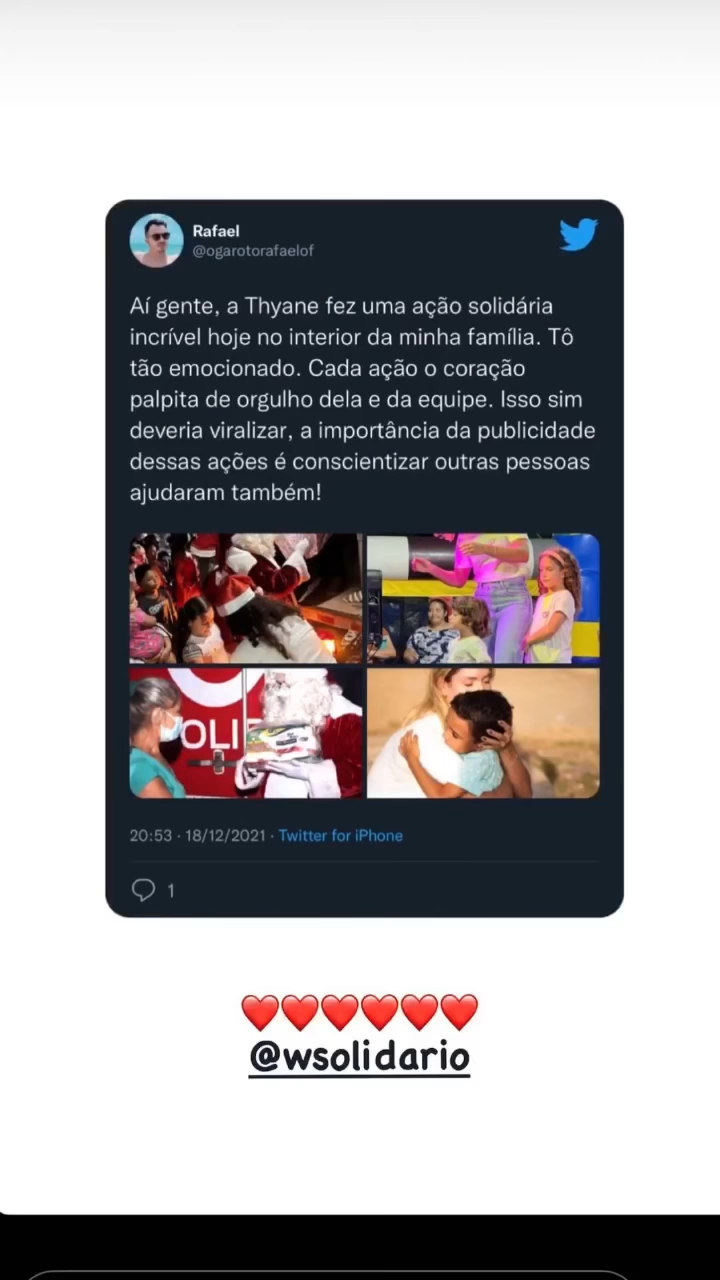 Rafael
@ogarotorafaelof
Aí gente, a Thyane fez uma ação solidária
incrível hoje no interior da minha família. Tô
tão emocionado. Cada ação o coração
palpita de orgulho dela e da equipe. Isso sim
deveria viralizar, a importância da publicidade
dessas ações é conscientizar outras pessoas
ajudaram também!
OLI
20:53 · 18/12/2021 · Twitter for iPhone
1
❤️❤️❤️❤️❤️❤️
@wsolidario